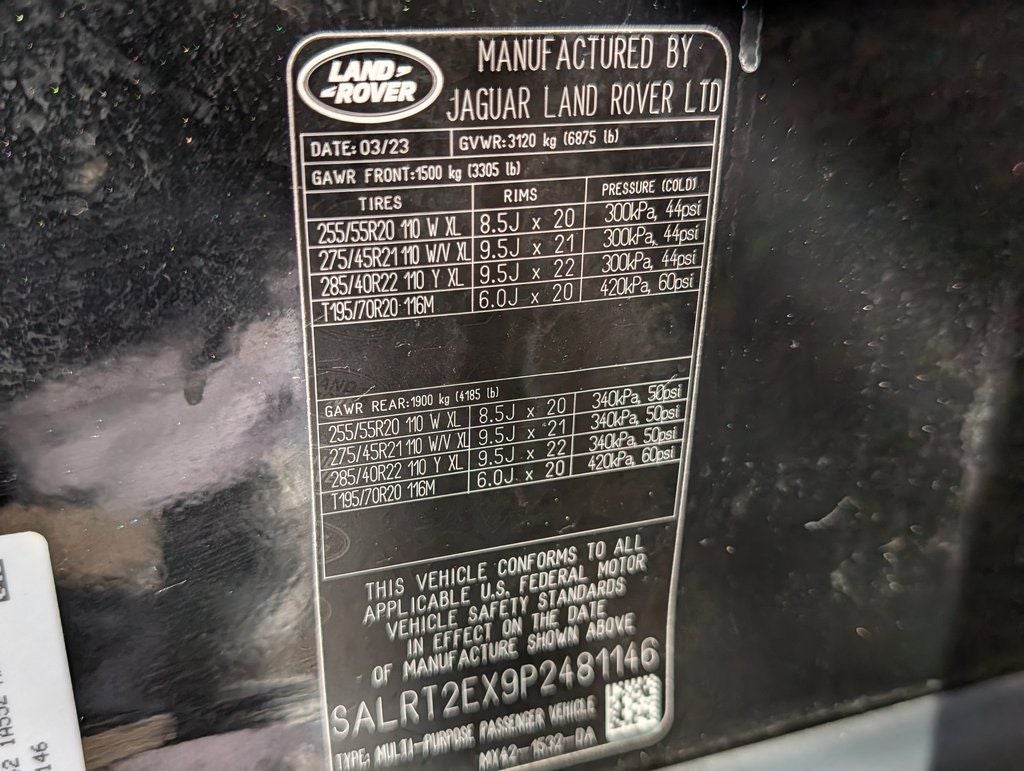 LAND ROVER
MANUFACTURED BY
JAGUAR LAND ROVER LTD
DATE: 03/23 GVWR: 3120 kg (6875 lb)
GAWR FRONT: 1500 kg (3305 lb)
TIRES RIMS PRESSURE (COLD)
255/55R20 110 W XL 8.5J x 20 300kPa, 44psi
275/45R21 110 W/V XL 9.5J x 21 300kPa, 44psi
285/40R22 110 Y XL 9.5J x 22 300kPa, 44psi
T195/70R20 116M 6.0J x 20 420kPa, 60psi
GAWR REAR: 1900 kg (4185 lb)
255/55R20 110 W XL 8.5J x 20 340kPa, 50psi
275/45R21 110 W/V XL 9.5J x 21 340kPa, 50psi
285/40R22 110 Y XL 9.5J x 22 340kPa, 50psi
T195/70R20 116M 6.0J x 20 420kPa, 60psi
THIS VEHICLE CONFORMS TO ALL
APPLICABLE U.S. FEDERAL MOTOR
VEHICLE SAFETY STANDARDS
IN EFFECT ON THE DATE
OF MANUFACTURE SHOWN ABOVE
SALRT2EX9P2481146
TYPE: MULTI-PURPOSE PASSENGER VEHICLE
146